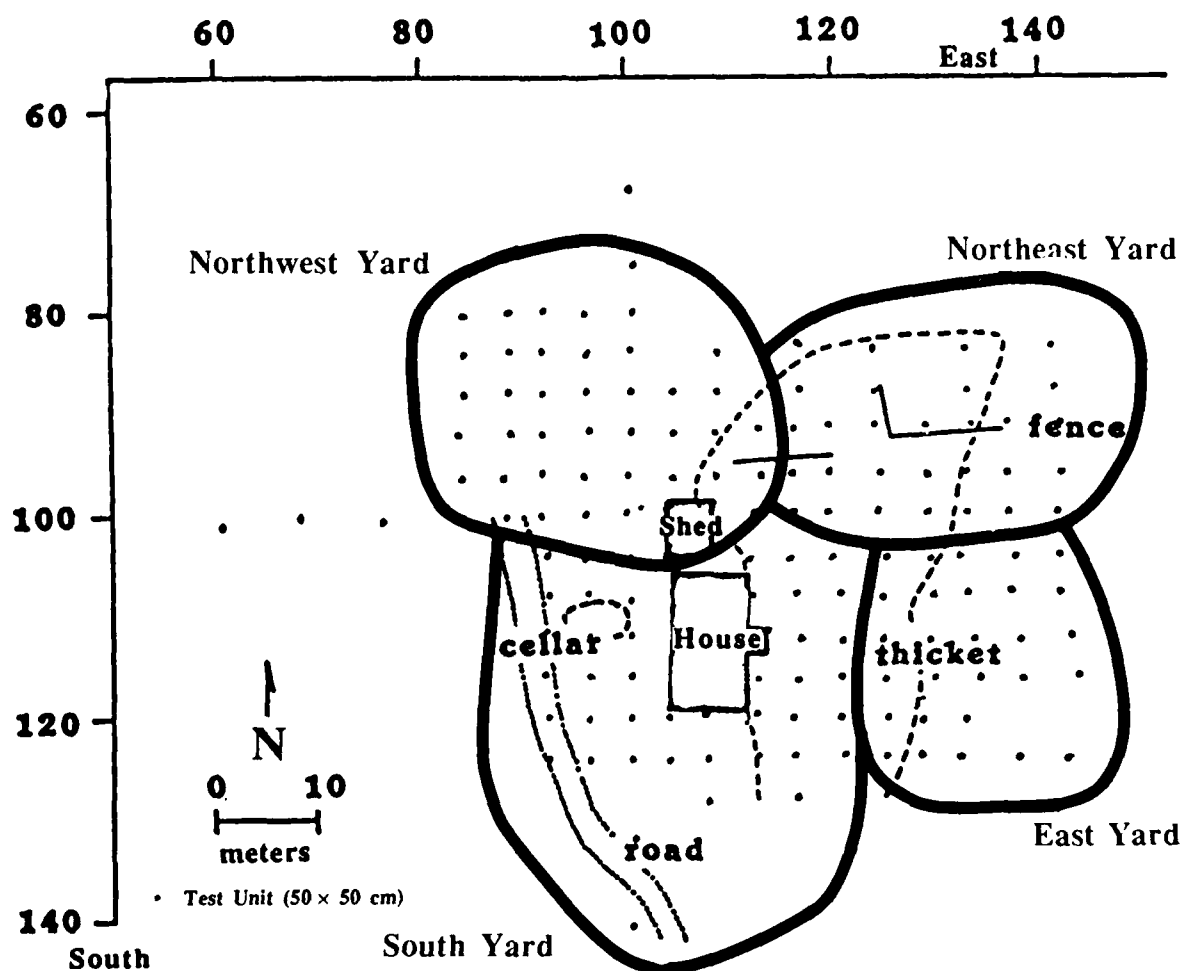 60 80 100 120 140
East
60
Northwest Yard
Northeast Yard
80
fence
100
Shed
cellar
House
thicket
120
N
0 10
meters
road
East Yard
• Test Unit (50 × 50 cm)
140
South Yard
South